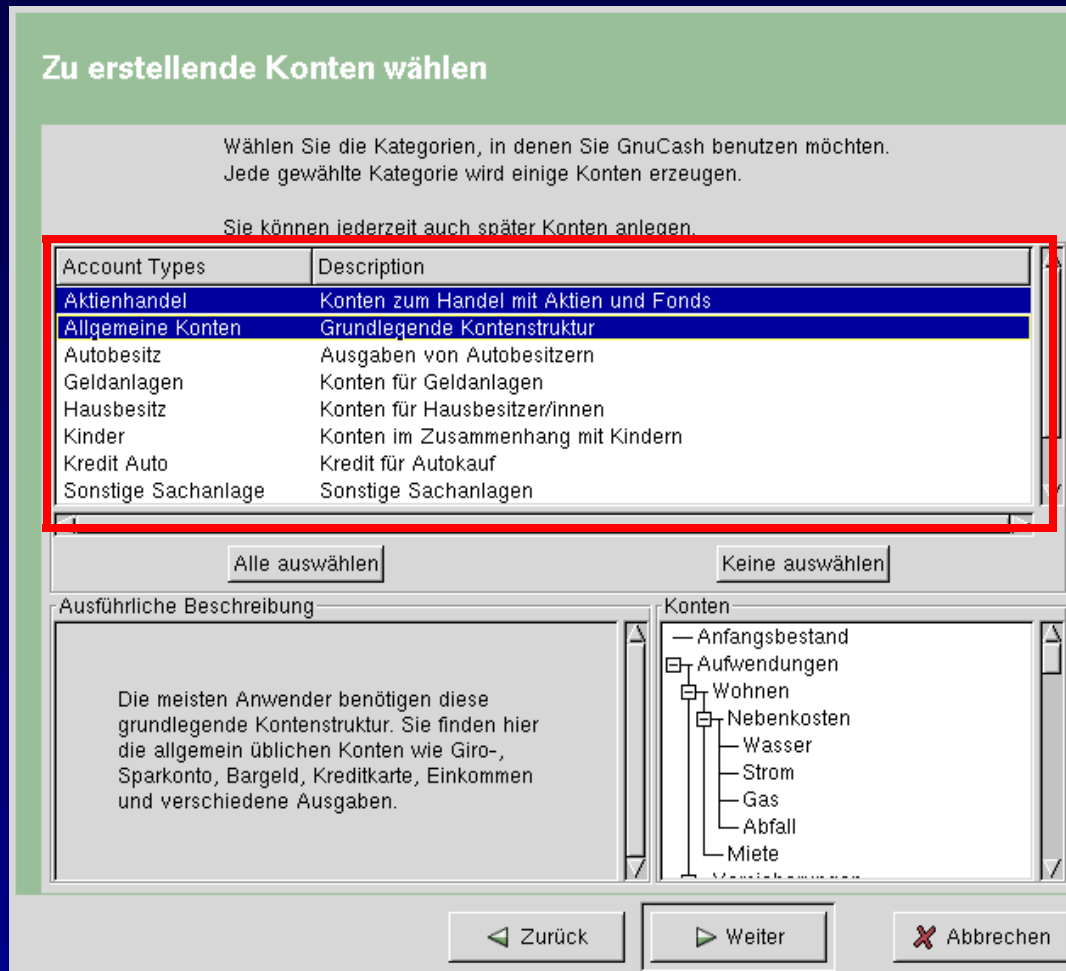 Zu erstellende Konten wählen
Wählen Sie die Kategorien, in denen Sie GnuCash benutzen möchten.
Jede gewählte Kategorie wird einige Konten erzeugen.
Sie können jederzeit auch später Konten anlegen.
Account Types Description
Aktienhandel Konten zum Handel mit Aktien und Fonds
Allgemeine Konten Grundlegende Kontenstruktur
Autobesitz Ausgaben von Autobesitzern
Geldanlagen Konten für Geldanlagen
Hausbesitz Konten für Hausbesitzer/innen
Kinder Konten im Zusammenhang mit Kindern
Kredit Auto Kredit für Autokauf
Sonstige Sachanlage Sonstige Sachanlagen
Alle auswählen Keine auswählen
Ausführliche Beschreibung
Die meisten Anwender benötigen diese
grundlegende Kontenstruktur. Sie finden hier
die allgemein üblichen Konten wie Giro-,
Sparkonto, Bargeld, Kreditkarte, Einkommen
und verschiedene Ausgaben.
Konten
Anfangsbestand
Aufwendungen
Wohnen
Nebenkosten
Wasser
Strom
Gas
Abfall
Miete
Zurück Weiter Abbrechen